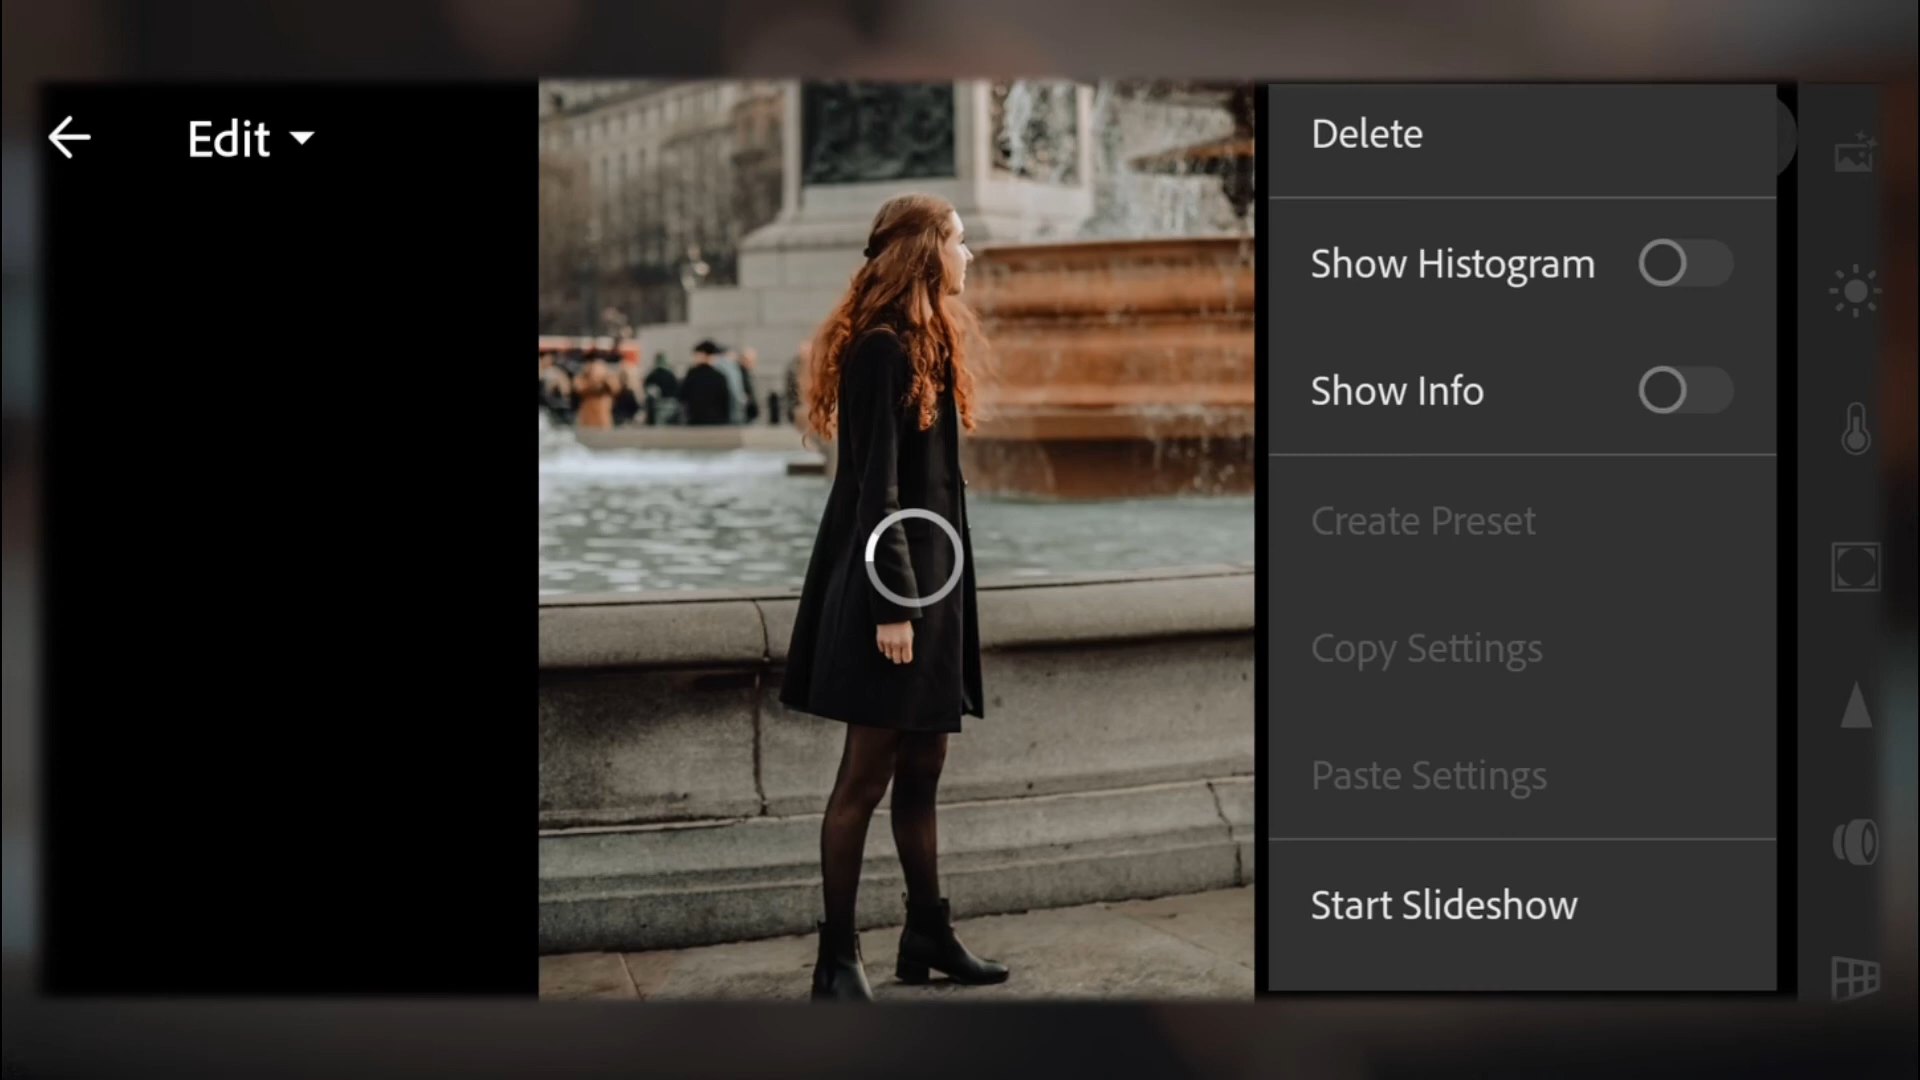 Edit
Delete
Show Histogram
Show Info
Create Preset
Copy Settings
Paste Settings
Start Slideshow